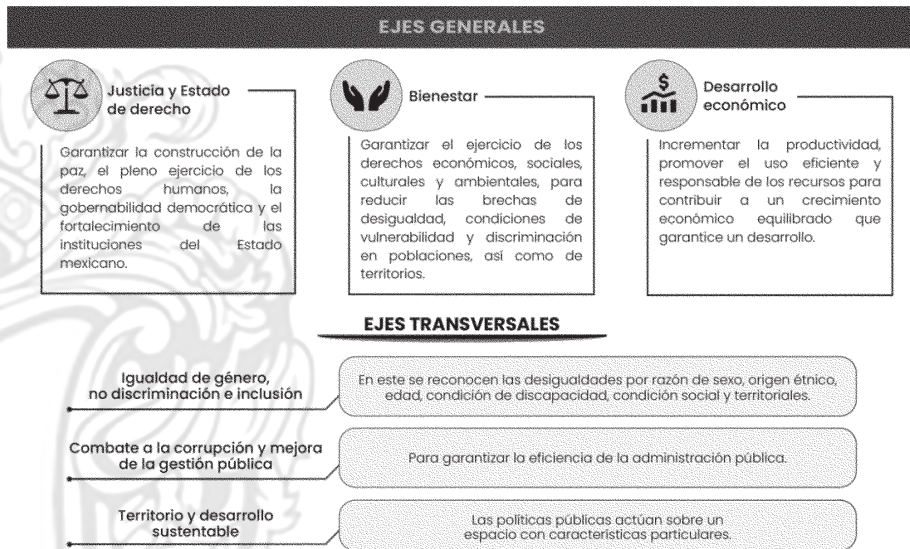 EJES GENERALES
Justicia y Estado
de derecho
Garantizar la construcción de la
paz, el pleno ejercicio de los
derechos humanos, la
gobernabilidad democrática y el
fortalecimiento de las
instituciones del Estado
mexicano.
Bienestar
Garantizar el ejercicio de los
derechos económicos, sociales,
culturales y ambientales, para
reducir las brechas de
desigualdad, condiciones de
vulnerabilidad y discriminación
en poblaciones, así como de
territorios.
$
Desarrollo
económico
Incrementar la productividad,
promover el uso eficiente y
responsable de los recursos para
contribuir a un crecimiento
económico equilibrado que
garantice un desarrollo.
EJES TRANSVERSALES
Igualdad de género,
no discriminación e inclusión
En este se reconocen las desigualdades por razón de sexo, origen étnico,
edad, condición de discapacidad, condición social y territoriales.
Combate a la corrupción y mejora
de la gestión pública
Para garantizar la eficiencia de la administración pública.
Territorio y desarrollo
sustentable
Las políticas públicas actúan sobre un
espacio con características particulares.